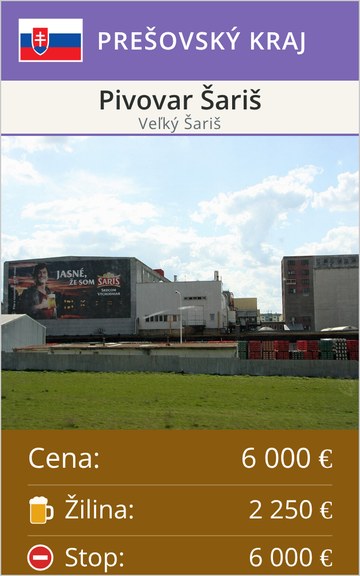 PREŠOVSKÝ KRAJ
Pivovar Šariš
Veľký Šariš
JASNÉ,
ŽE SOM ŠARIŠ
Cena: 6 000 €
Žilina: 2 250 €
Stop: 6 000 €